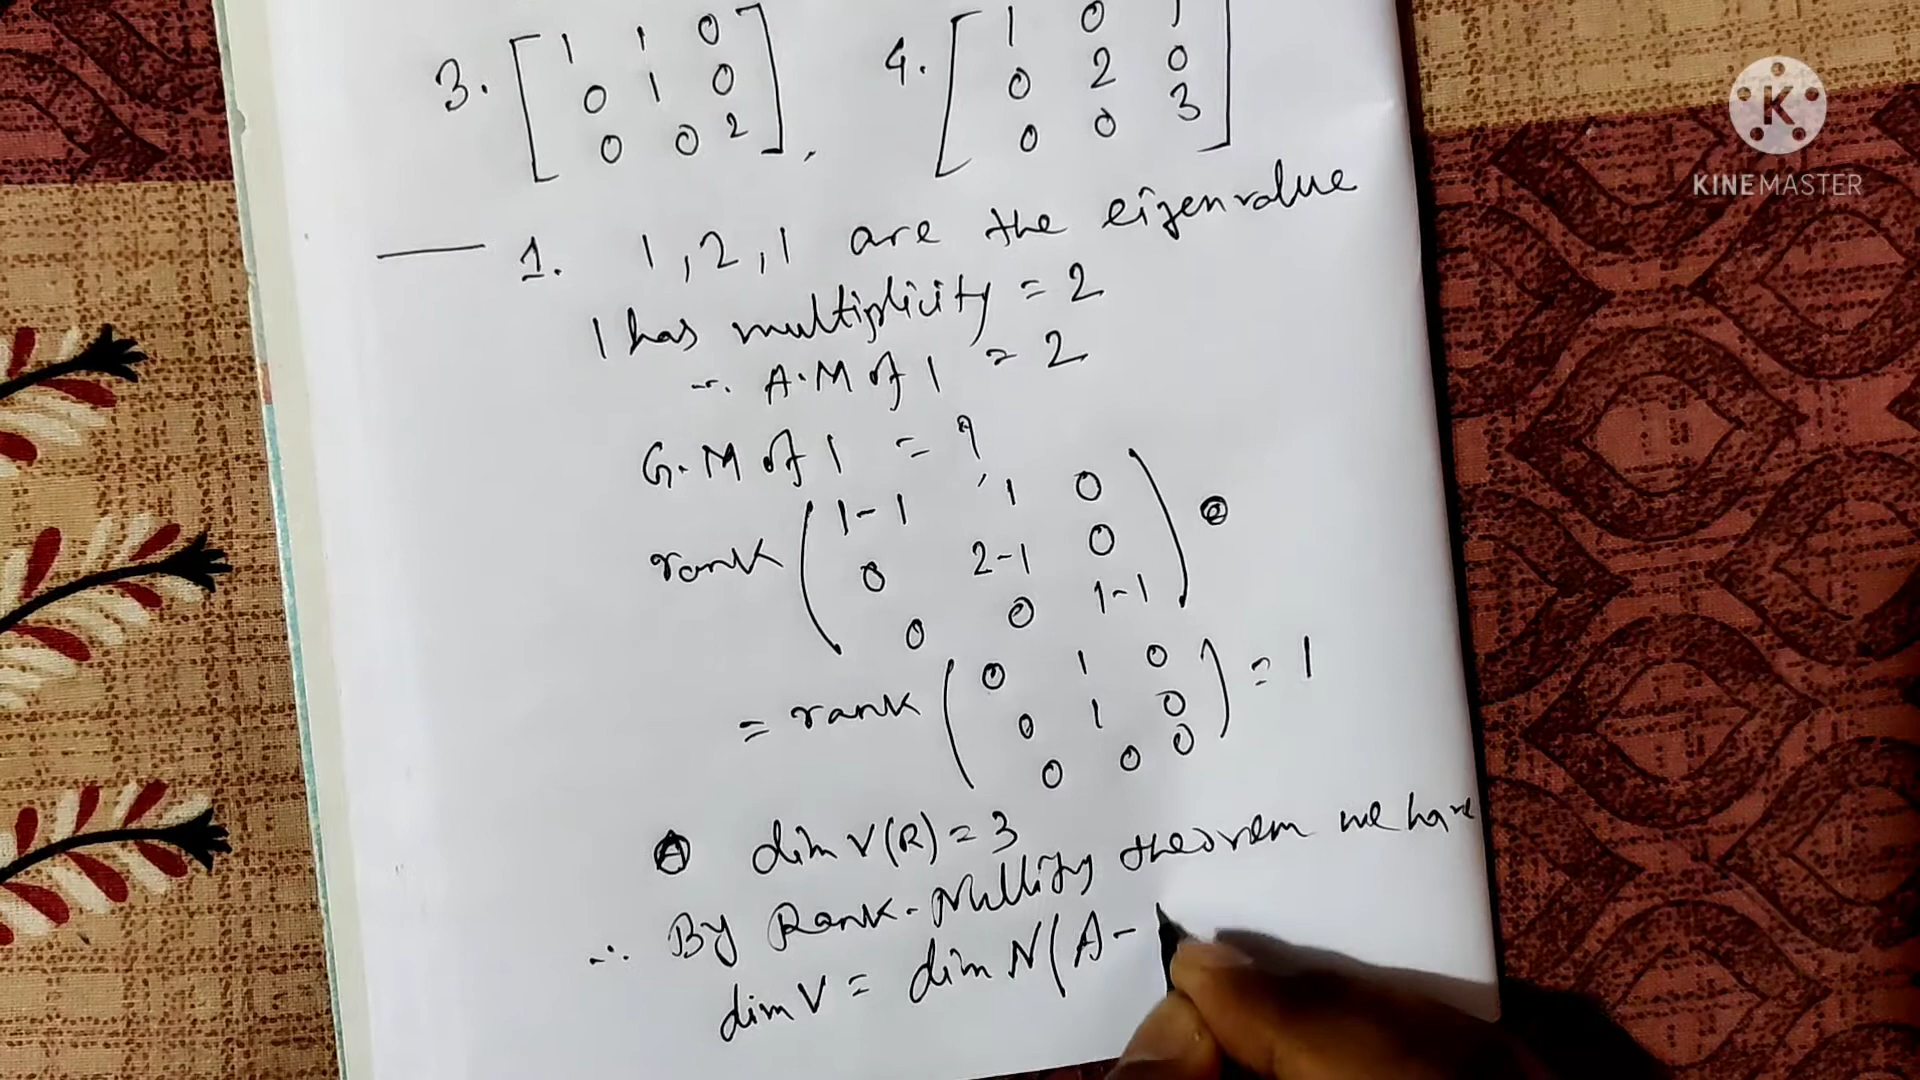 3. [ 1 1 0    4. [ 1 0 1
0 1 0 0 2 0
0 0 2 ] , 0 0 3 ]
1. 1, 2, 1 are the eigenvalue
1 has multiplicity = 2
∴ A.M of 1 = 2
G.M of 1 = ?
rank ( 1-1 1 0
0 2-1 0
0 0 1-1 )
= rank ( 0 1 0
0 1 0
0 0 0 ) = 1
dim V(R) = 3
∴ By Rank-Nullity theorem we have
dim V = dim N(A-
K
KINEMASTER